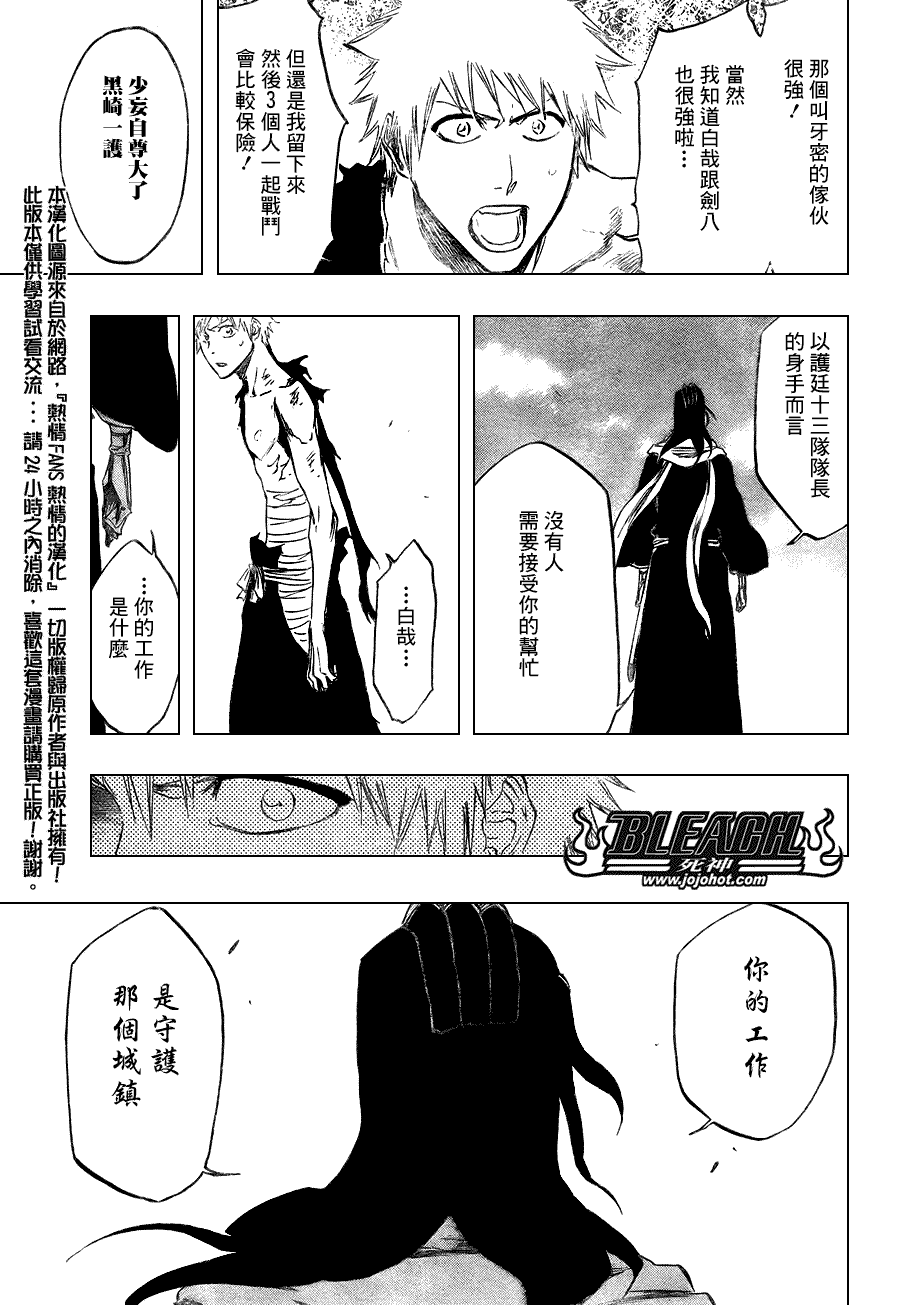 那個叫牙密的傢伙
很強！
當然
我知道白哉跟劍八
也很強啦…
但還是我留下來
然後3個人一起戰鬥
會比較保險！
少妄自尊大了
黑崎一護
以護廷十三隊隊長
的身手而言
沒有人
需要接受你的幫忙
…白哉…
…你的工作
是什麼
BLEACH
死神
www.jojohot.com
你的工作
是守護
那個城鎮
本漢化圖源來自於網路，『熱情FANS熱情的漢化』一切版權歸原作者與出版社擁有！
此版本僅供學習試看交流…請24小時之內消除，喜歡這套漫畫請購買正版！謝謝。